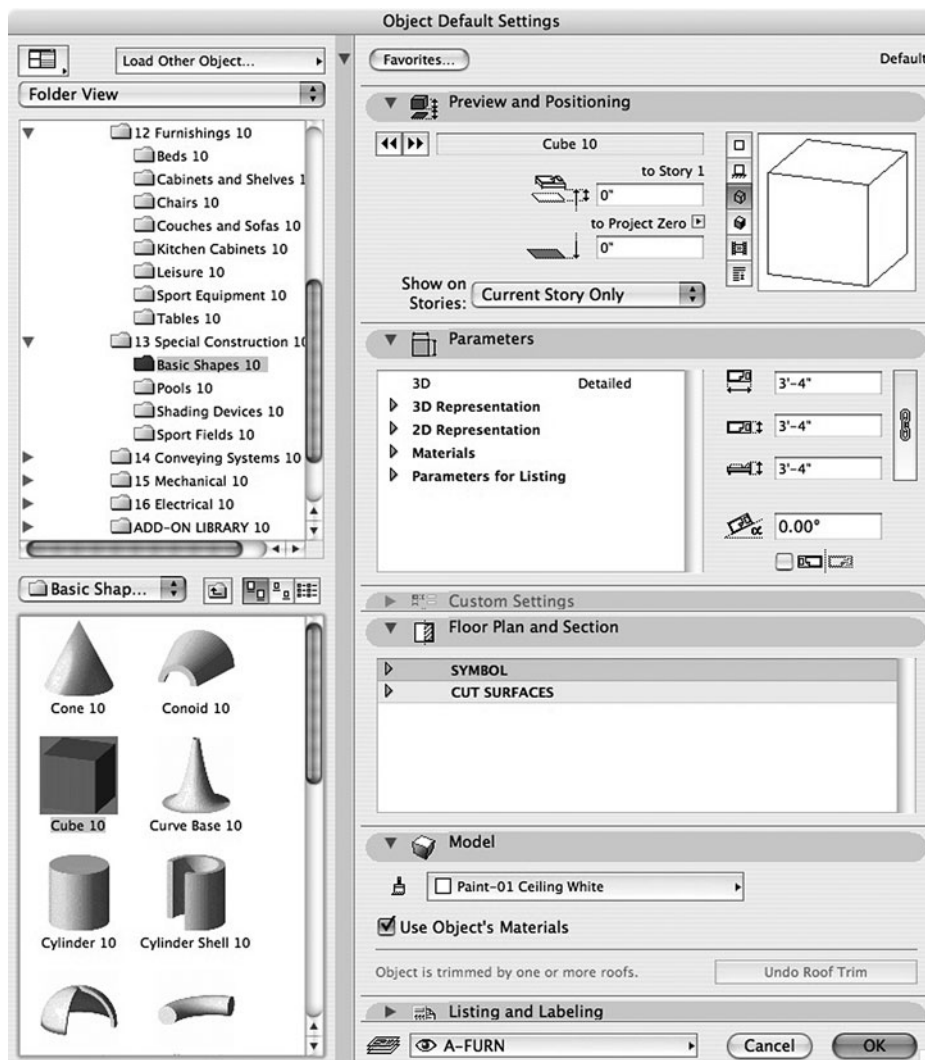 Object Default Settings
Load Other Object...
Folder View
12 Furnishings 10
Beds 10
Cabinets and Shelves 1
Chairs 10
Couches and Sofas 10
Kitchen Cabinets 10
Leisure 10
Sport Equipment 10
Tables 10
13 Special Construction 10
Basic Shapes 10
Pools 10
Shading Devices 10
Sport Fields 10
14 Conveying Systems 10
15 Mechanical 10
16 Electrical 10
ADD-ON LIBRARY 10
Basic Shap...
Cone 10
Conoid 10
Cube 10
Curve Base 10
Cylinder 10
Cylinder Shell 10
Favorites...
Default
Preview and Positioning
Cube 10
to Story 1
0"
to Project Zero
0"
Show on
Stories:
Current Story Only
Parameters
3D Detailed
3D Representation
2D Representation
Materials
Parameters for Listing
3'-4"
3'-4"
3'-4"
α
0.00°
Custom Settings
Floor Plan and Section
SYMBOL
CUT SURFACES
Model
Paint-01 Ceiling White
Use Object's Materials
Object is trimmed by one or more roofs.
Undo Roof Trim
Listing and Labeling
A-FURN
Cancel
OK